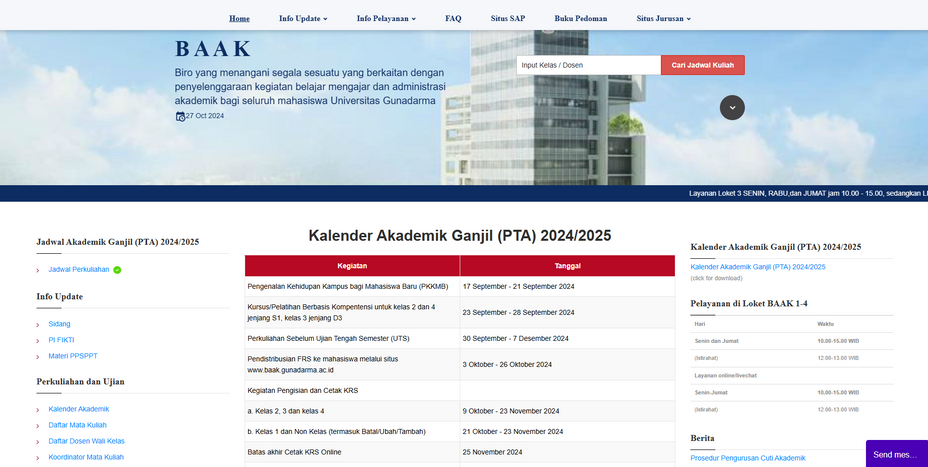 Home Info Update Info Pelayanan FAQ Situs SAP Buku Pedoman Situs Jurusan
B A A K
Biro yang menangani segala sesuatu yang berkaitan dengan
penyelenggaraan kegiatan belajar mengajar dan administrasi
akademik bagi seluruh mahasiswa Universitas Gunadarma
27 Oct 2024
Input Kelas / Dosen
Cari Jadwal Kuliah
Layanan Loket 3 SENIN, RABU,dan JUMAT jam 10.00 - 15.00, sedangkan
Jadwal Akademik Ganjil (PTA) 2024/2025
Jadwal Perkuliahan
Info Update
Sidang
PI FIKTI
Materi PPSPPT
Perkuliahan dan Ujian
Kalender Akademik
Daftar Mata Kuliah
Daftar Dosen Wali Kelas
Koordinator Mata Kuliah
Kalender Akademik Ganjil (PTA) 2024/2025
Kegiatan Tanggal
Pengenalan Kehidupan Kampus bagi Mahasiswa Baru (PKKMB) 17 September - 21 September 2024
Kursus/Pelatihan Berbasis Kompetensi untuk kelas 2 dan 4
jenjang S1, kelas 3 jenjang D3 23 September - 28 September 2024
Perkuliahan Sebelum Ujian Tengah Semester (UTS) 30 September - 7 Desember 2024
Pendistribusian FRS ke mahasiswa melalui situs
www.baak.gunadarma.ac.id 3 Oktober - 26 Oktober 2024
Kegiatan Pengisian dan Cetak KRS
a. Kelas 2, 3 dan kelas 4 9 Oktober - 23 November 2024
b. Kelas 1 dan Non Kelas (termasuk Batal/Ubah/Tambah) 21 Oktober - 23 November 2024
Batas akhir Cetak KRS Online 25 November 2024
Kalender Akademik Ganjil (PTA) 2024/2025
Kalender Akademik Ganjil (PTA) 2024/2025
(click for download)
Pelayanan di Loket BAAK 1-4
Hari Waktu
Senin dan Jumat 10.00-15.00 WIB
(Istirahat) 12.00-13.00 WIB
Layanan online/livechat
Senin-Jumat 10.00-15.00 WIB
(Istirahat) 12.00-13.00 WIB
Berita
Prosedur Pengurusan Cuti Akademik
Send mes...